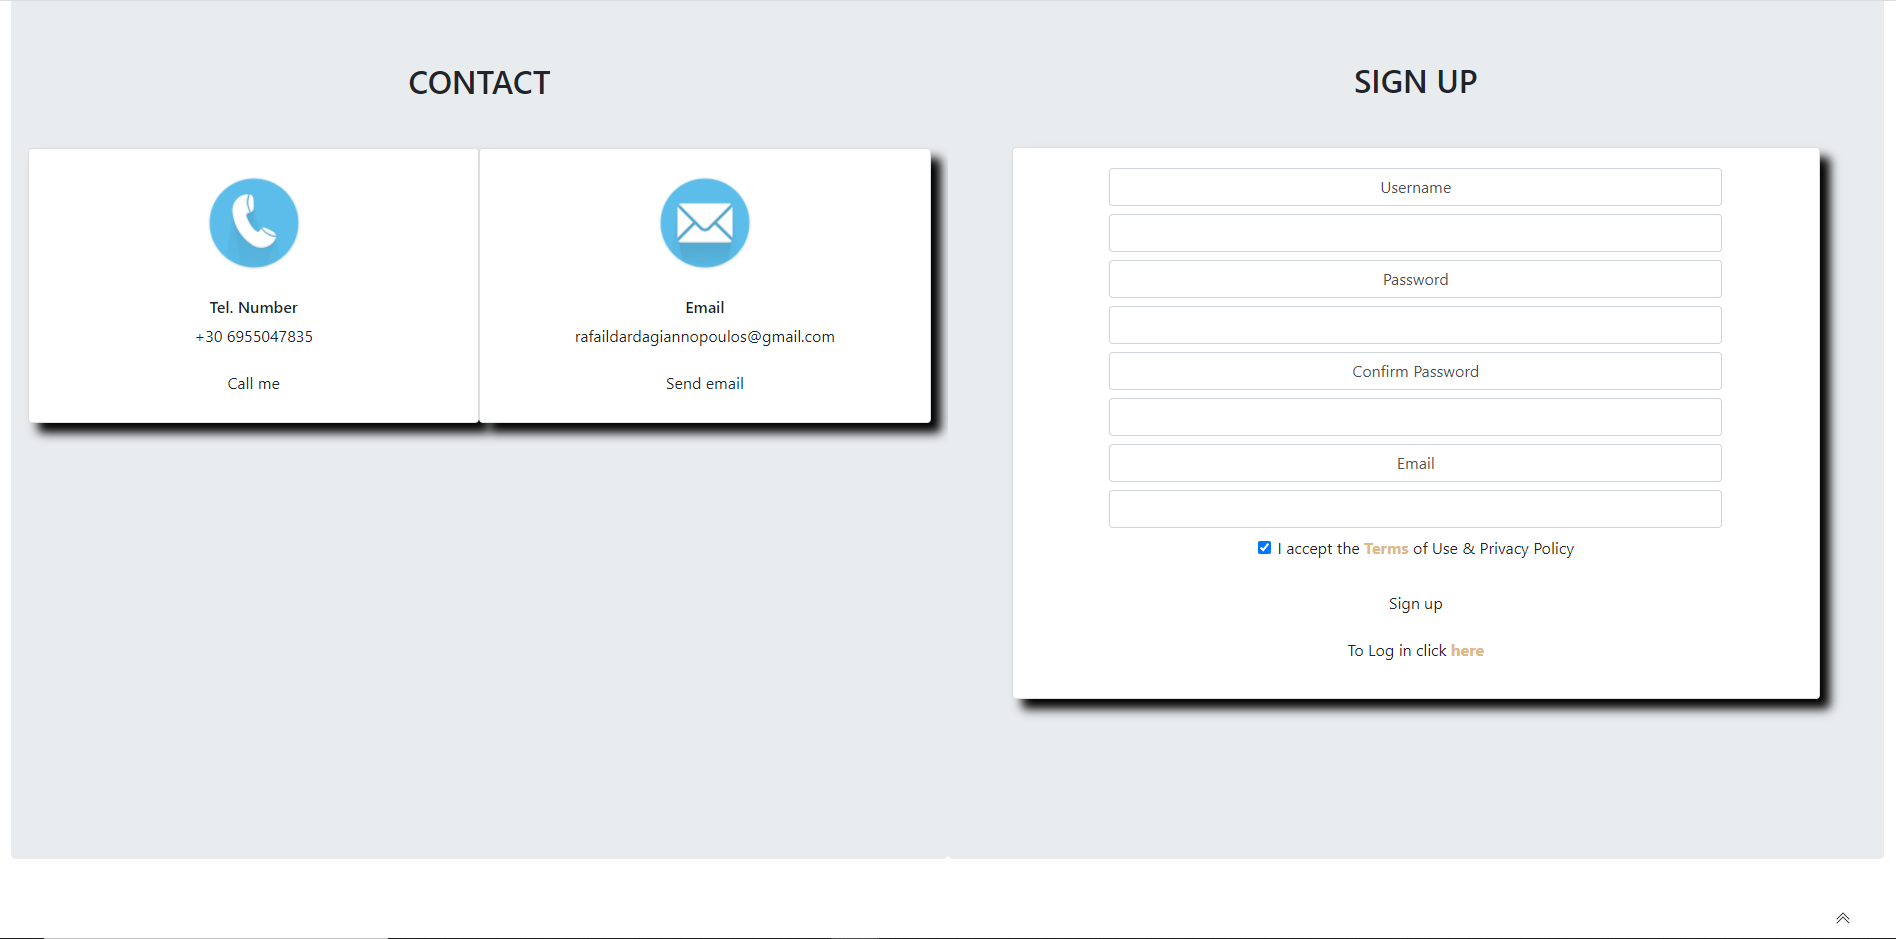 CONTACT
Tel. Number
+30 6955047835
Call me
Email
rafaildardagiannopoulos@gmail.com
Send email
SIGN UP
Username
Password
Confirm Password
Email
I accept the Terms of Use & Privacy Policy
Sign up
To Log in click here